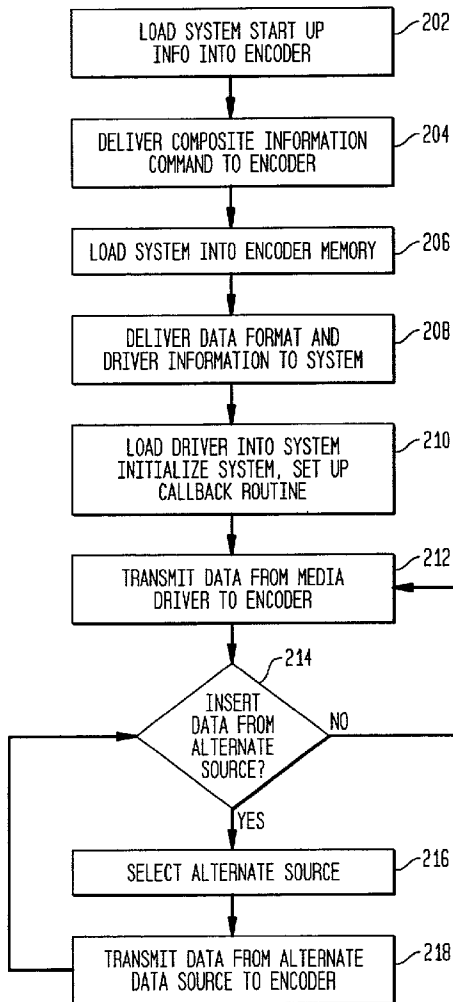 LOAD SYSTEM START UP
INFO INTO ENCODER
202
DELIVER COMPOSITE INFORMATION
COMMAND TO ENCODER
204
LOAD SYSTEM INTO ENCODER MEMORY
206
DELIVER DATA FORMAT AND
DRIVER INFORMATION TO SYSTEM
208
LOAD DRIVER INTO SYSTEM
INITIALIZE SYSTEM, SET UP
CALLBACK ROUTINE
210
TRANSMIT DATA FROM MEDIA
DRIVER TO ENCODER
212
214
INSERT
DATA FROM
ALTERNATE
SOURCE?
NO
YES
SELECT ALTERNATE SOURCE
216
TRANSMIT DATA FROM ALTERNATE
DATA SOURCE TO ENCODER
218